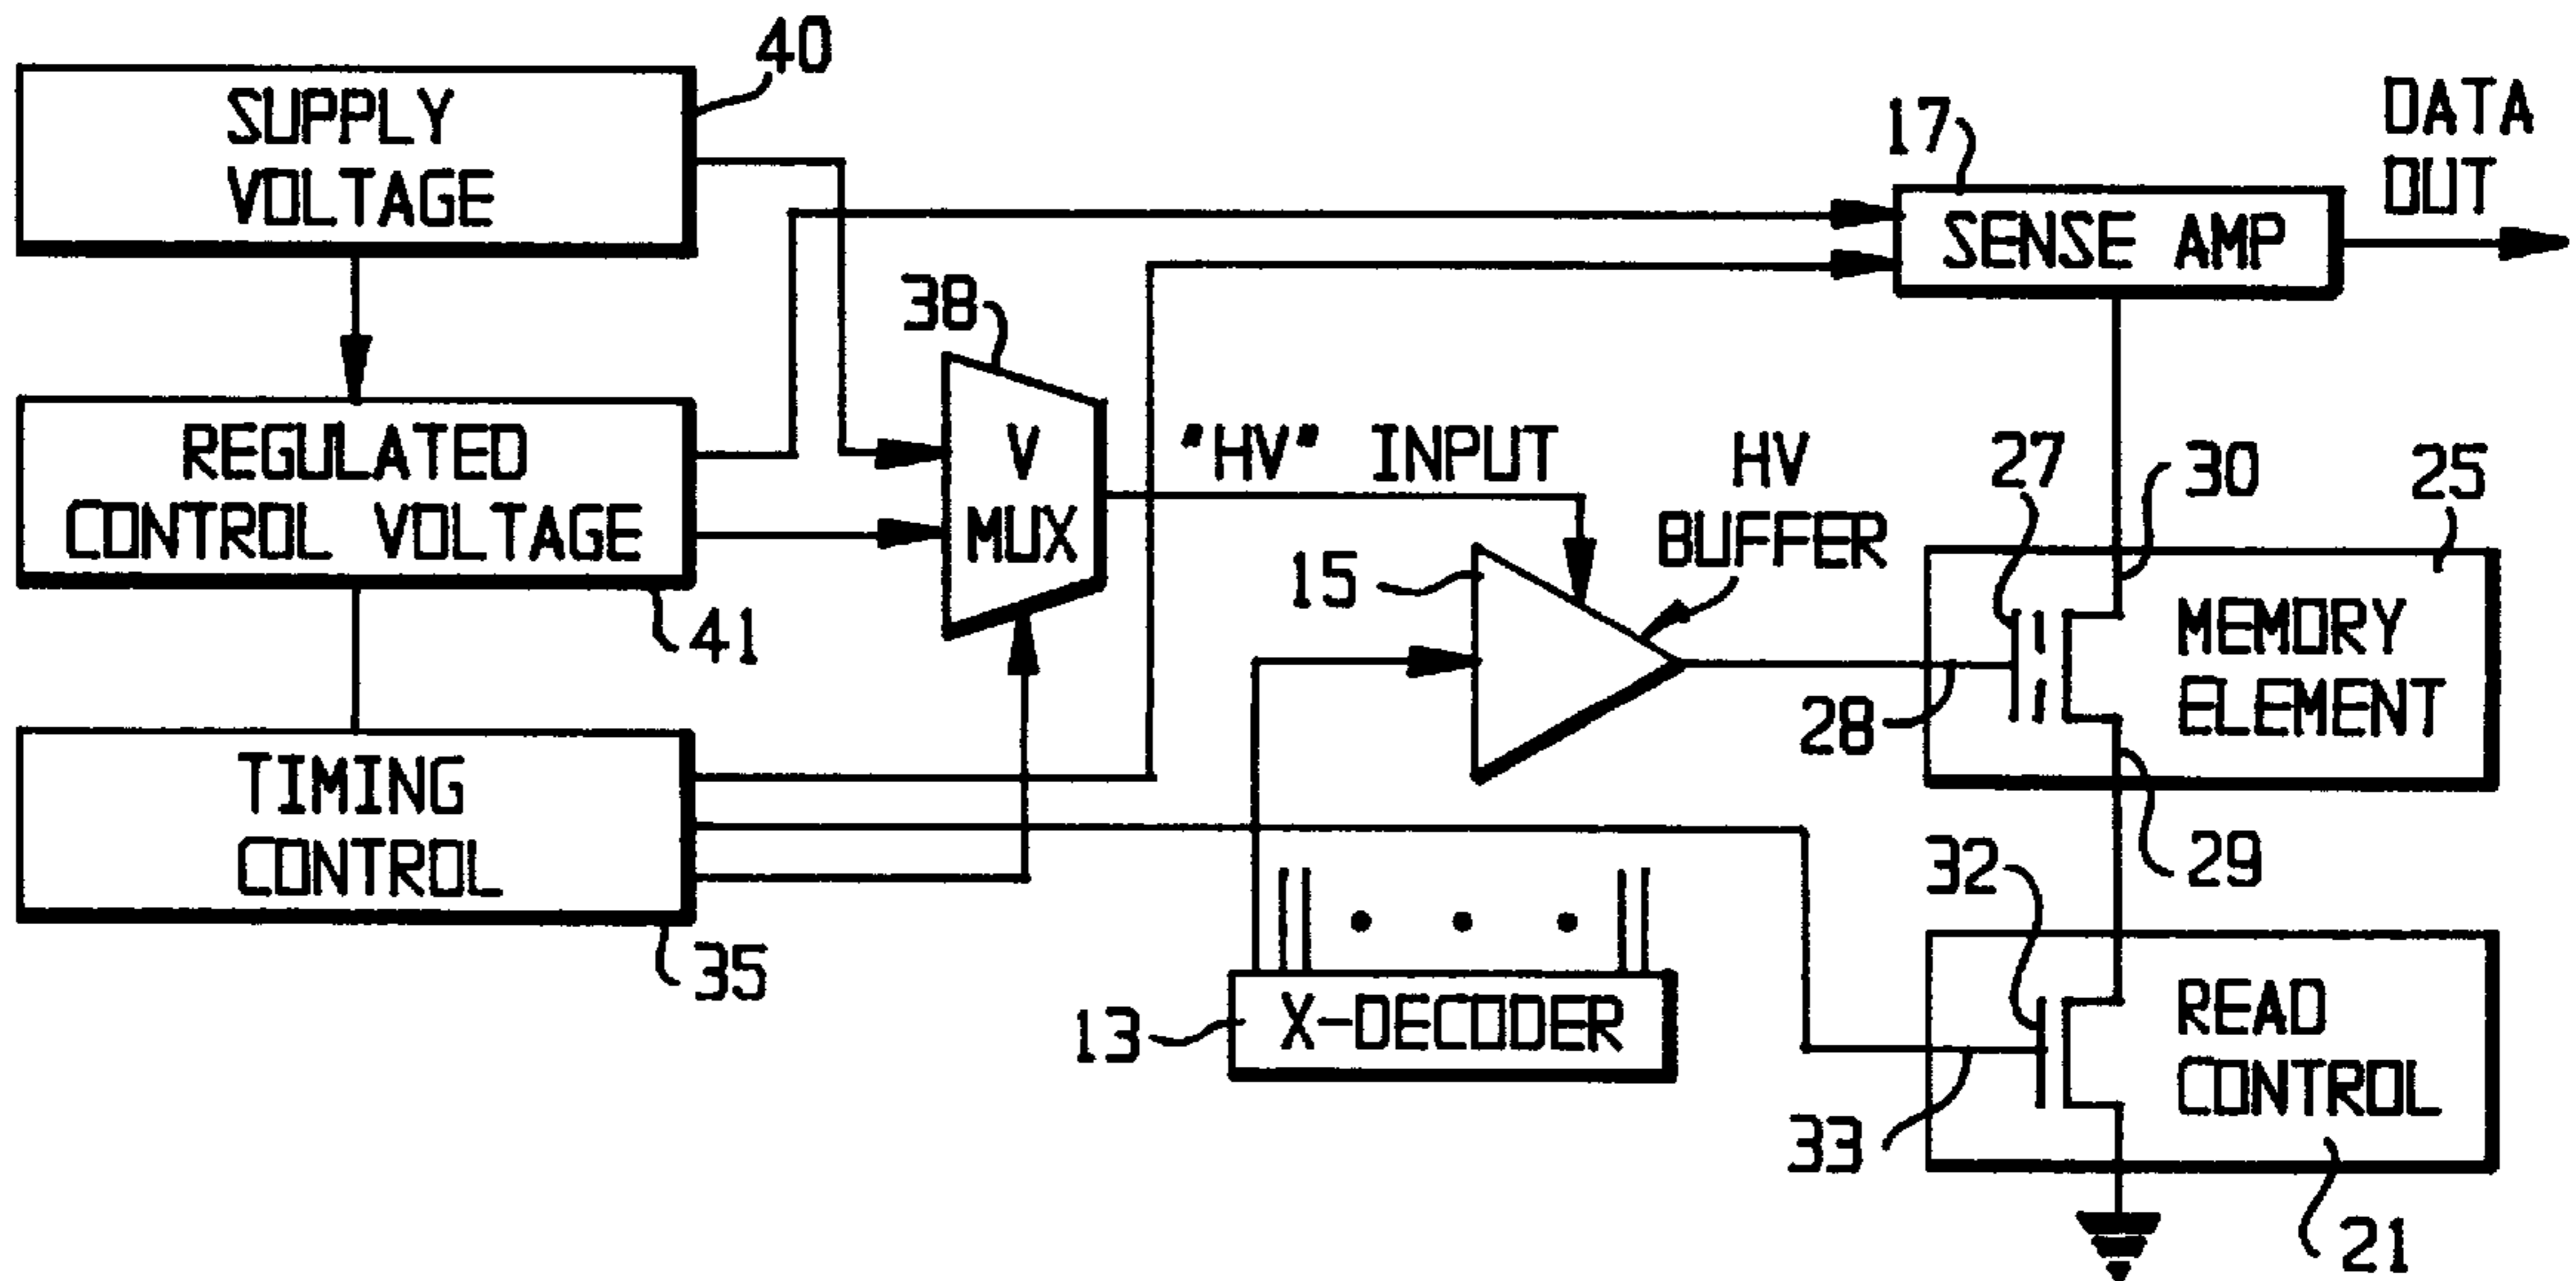 40
SUPPLY
VOLTAGE
17
DATA
OUT
SENSE AMP
38
REGULATED
CONTROL VOLTAGE
41
V
MUX
"HV" INPUT
HV
BUFFER
15
27
30
25
28
MEMORY
ELEMENT
29
TIMING
CONTROL
35
13
X-DECODER
32
33
READ
CONTROL
21